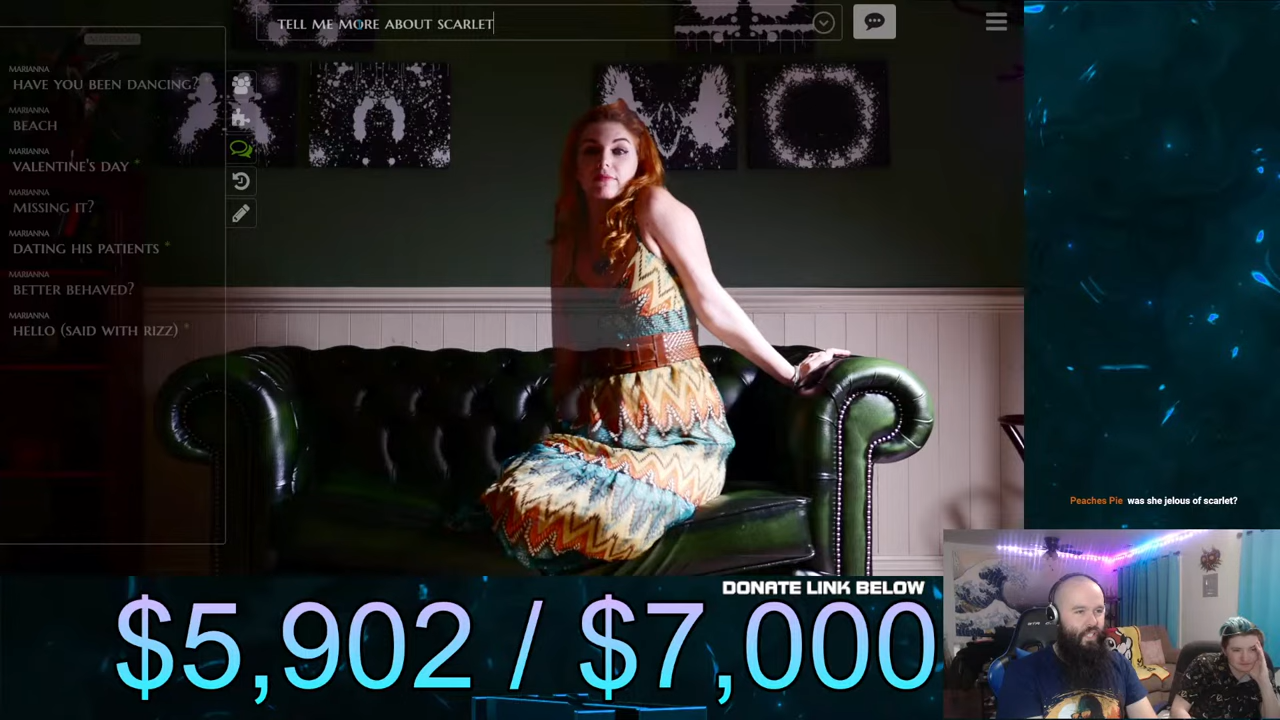 TELL ME MORE ABOUT SCARLET
MARIANNA
HAVE YOU BEEN DANCING?
MARIANNA
BEACH
MARIANNA
VALENTINE'S DAY *
MARIANNA
MISSING IT?
MARIANNA
DATING HIS PATIENTS *
MARIANNA
BETTER BEHAVED?
MARIANNA
HELLO (SAID WITH RIZZ) *
Peaches Pie was she jelous of scarlet?
DONATE LINK BELOW
$5,902 / $7,000